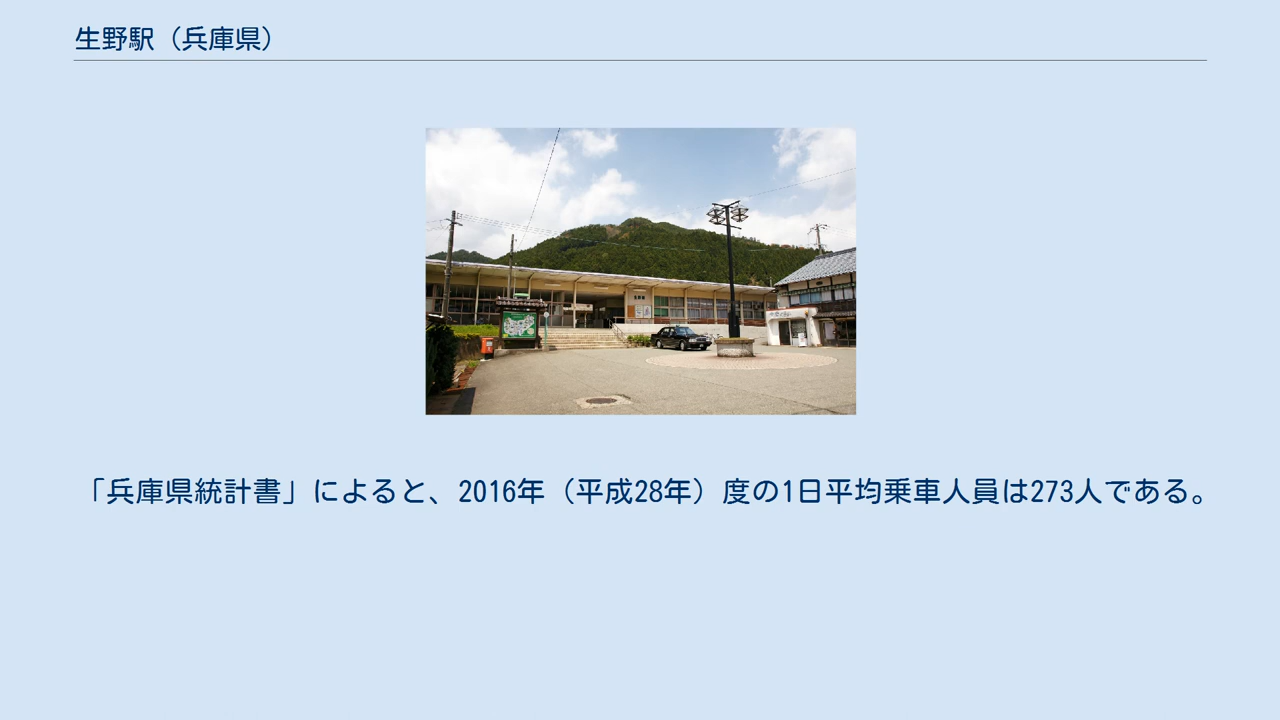 生野駅（兵庫県）
「兵庫県統計書」によると、2016年（平成28年）度の1日平均乗車人員は273人である。